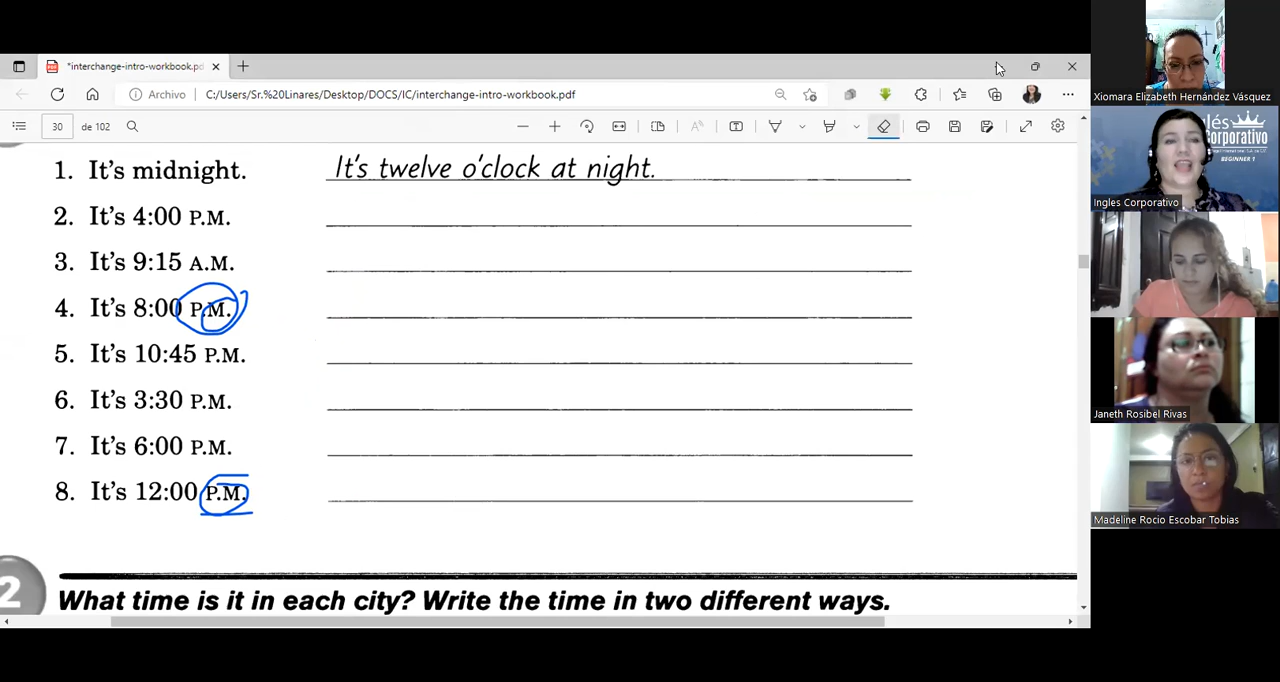 *interchange-intro-workbook.pd
Archivo C:/Users/Sr.%20Linares/Desktop/DOCS/IC/interchange-intro-workbook.pdf
30 de 102
1. It's midnight. It's twelve o'clock at night.
2. It's 4:00 P.M.
3. It's 9:15 A.M.
4. It's 8:00 P.M.
5. It's 10:45 P.M.
6. It's 3:30 P.M.
7. It's 6:00 P.M.
8. It's 12:00 P.M.
2 What time is it in each city? Write the time in two different ways.
Xiomara Elizabeth Hernández Vásquez
BEGINNER 1
Ingles Corporativo
Janeth Rosibel Rivas
Madeline Rocio Escobar Tobias